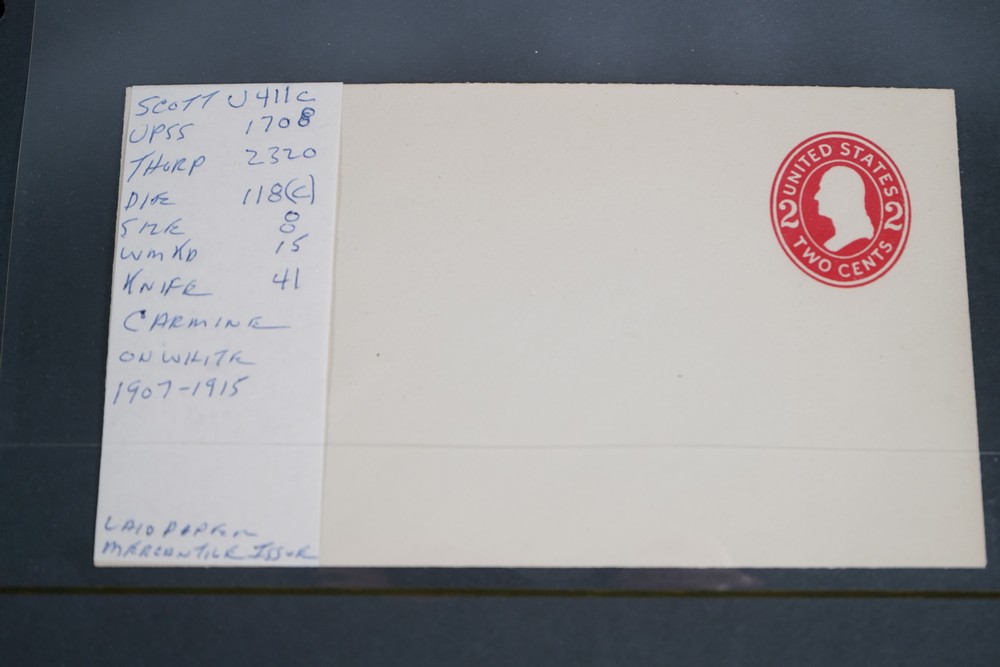 SCOTT U411c
UPSS 1708
THORP 2320
DIE 118(C)
SIZE 8
WMKD 15
KNIFE 41
CARMINE
ON WHITE
1907-1915
LAID PAPER
MERCANTILE ISSUE
UNITED STATES
2 2
TWO CENTS